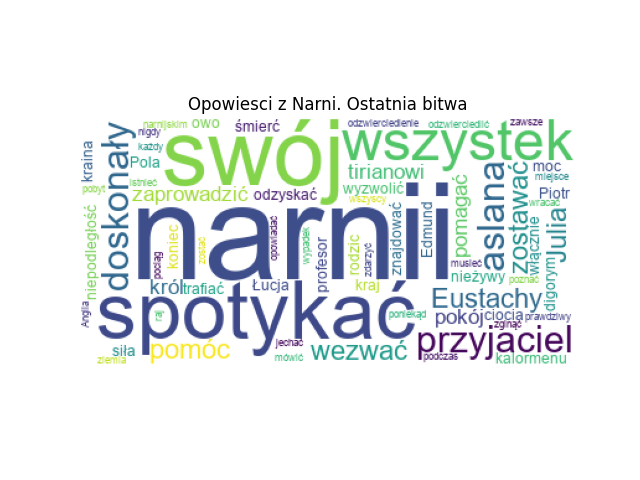 Opowiesci z Narni. Ostatnia bitwa
narnijskim owo śmierć odzwierciedlenie odzwierciedlić zawsze
nigdy
swój wszystek
każdy
kraina Pola tirianowi moc miejsce
doskonały istnieć
pobyt zaprowadzić odzyskać wyzwolić wszyscy pomagać aslana zostawać Piotr
wracać
niepodległość narnii
opowiadać Edmund włącznie Julia
koniec zostać wypadek profesor rodzic znajdować
pociąg zdarzyć musieć
król trafiać Łucja kraj nieżywy poznać digorym
Anglia spotykać Eustachy
raj poniekąd pokój ciocia prawdziwy
zginąć
siła pomóc jechać wezwać przyjaciel
ziemia mówić podczas kalormenu